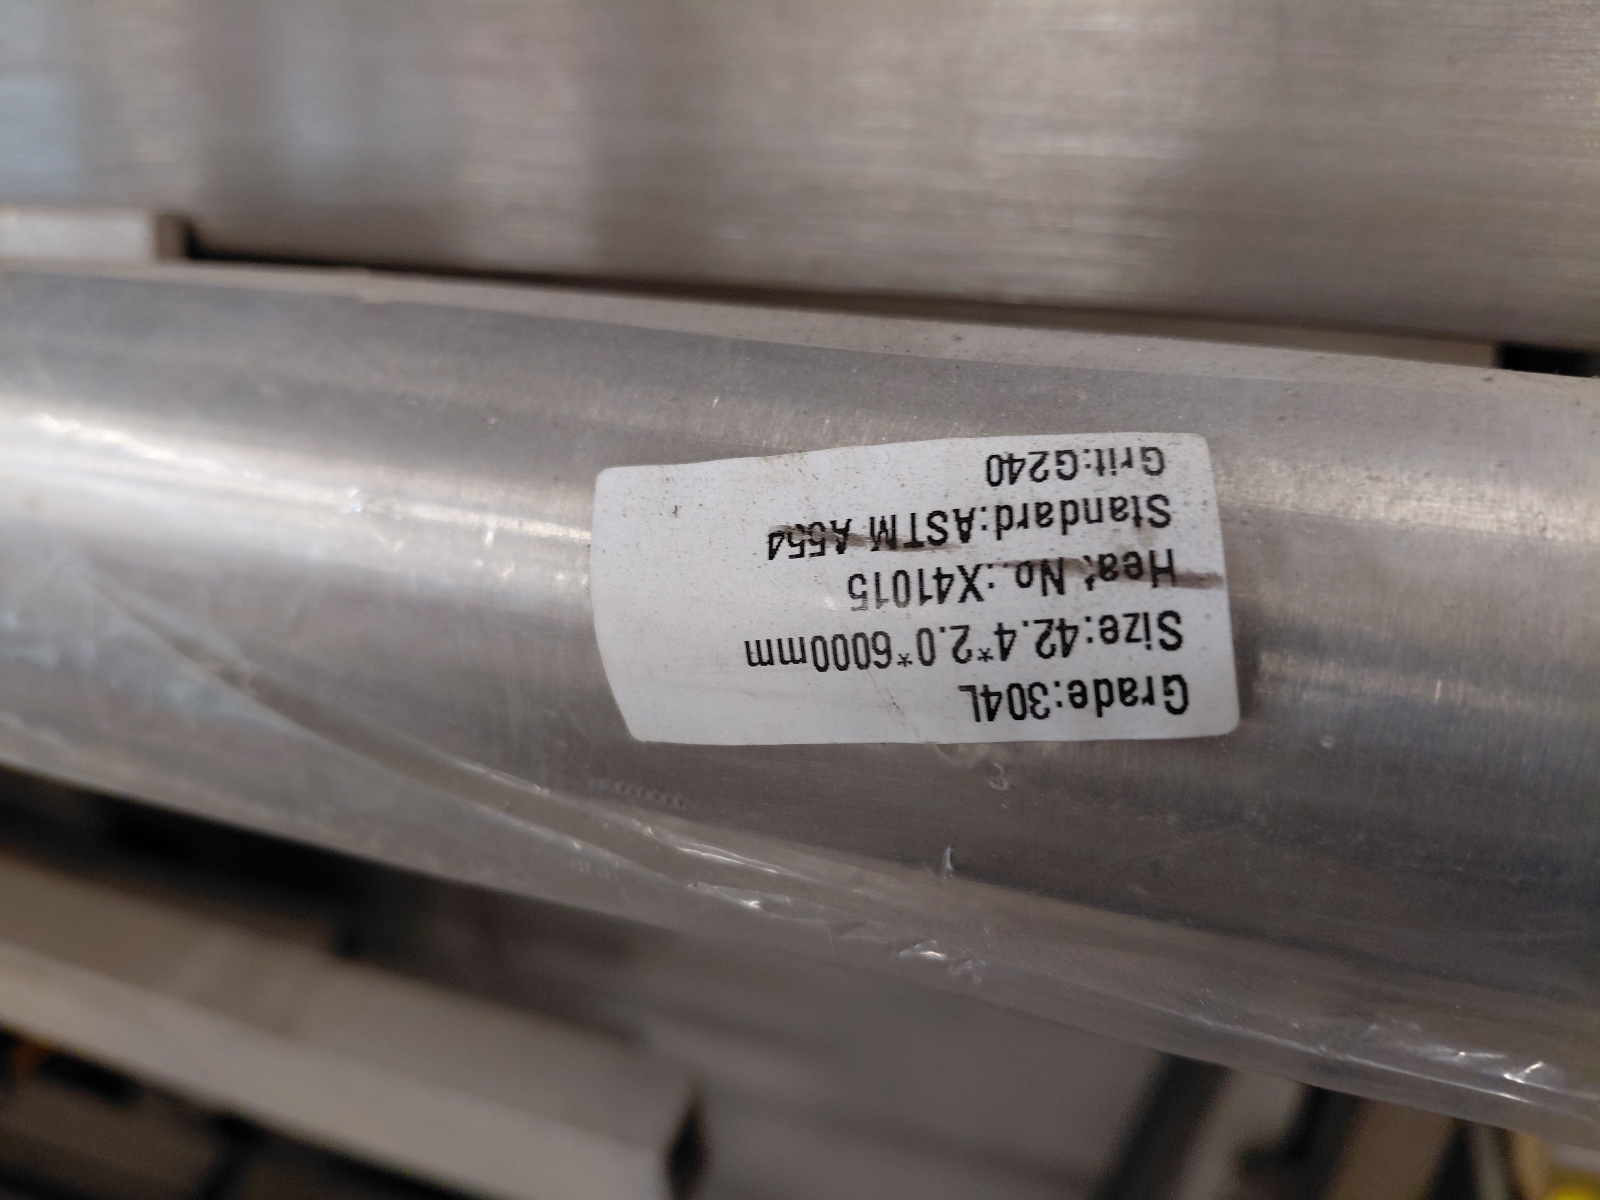 Grade:304L
Size:42.4*2.0*6000mm
Heat No.:X41015
Standard:ASTM A554
Grit:G240